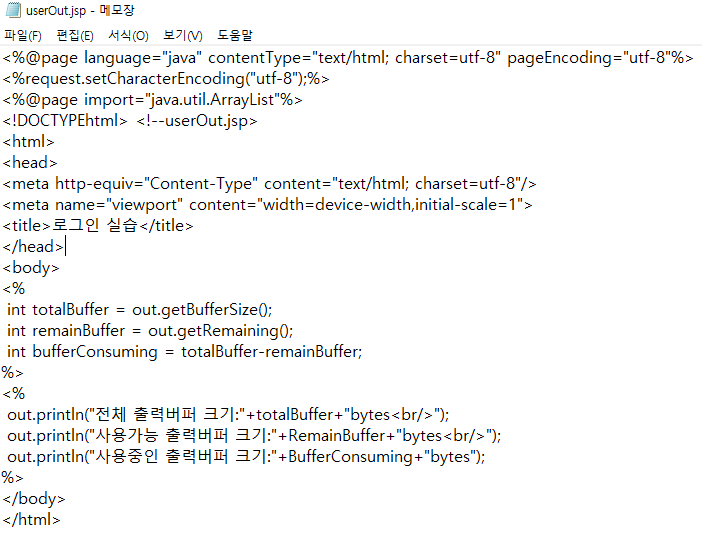 userOut.jsp - 메모장
파일(F) 편집(E) 서식(O) 보기(V) 도움말
<%@page language="java" contentType="text/html; charset=utf-8" pageEncoding="utf-8"%>
<%request.setCharacterEncoding("utf-8");%>
<%@page import="java.util.ArrayList"%>
<!DOCTYPEhtml> <!--userOut.jsp>
<html>
<head>
<meta http-equiv="Content-Type" content="text/html; charset=utf-8"/>
<meta name="viewport" content="width=device-width,initial-scale=1">
<title>로그인 실습</title>
</head>
<body>
<%
int totalBuffer = out.getBufferSize();
int remainBuffer = out.getRemaining();
int bufferConsuming = totalBuffer-remainBuffer;
%>
<%
out.println("전체 출력버퍼 크기:"+totalBuffer+"bytes<br/>");
out.println("사용가능 출력버퍼 크기:"+RemainBuffer+"bytes<br/>");
out.println("사용중인 출력버퍼 크기:"+BufferConsuming+"bytes");
%>
</body>
</html>